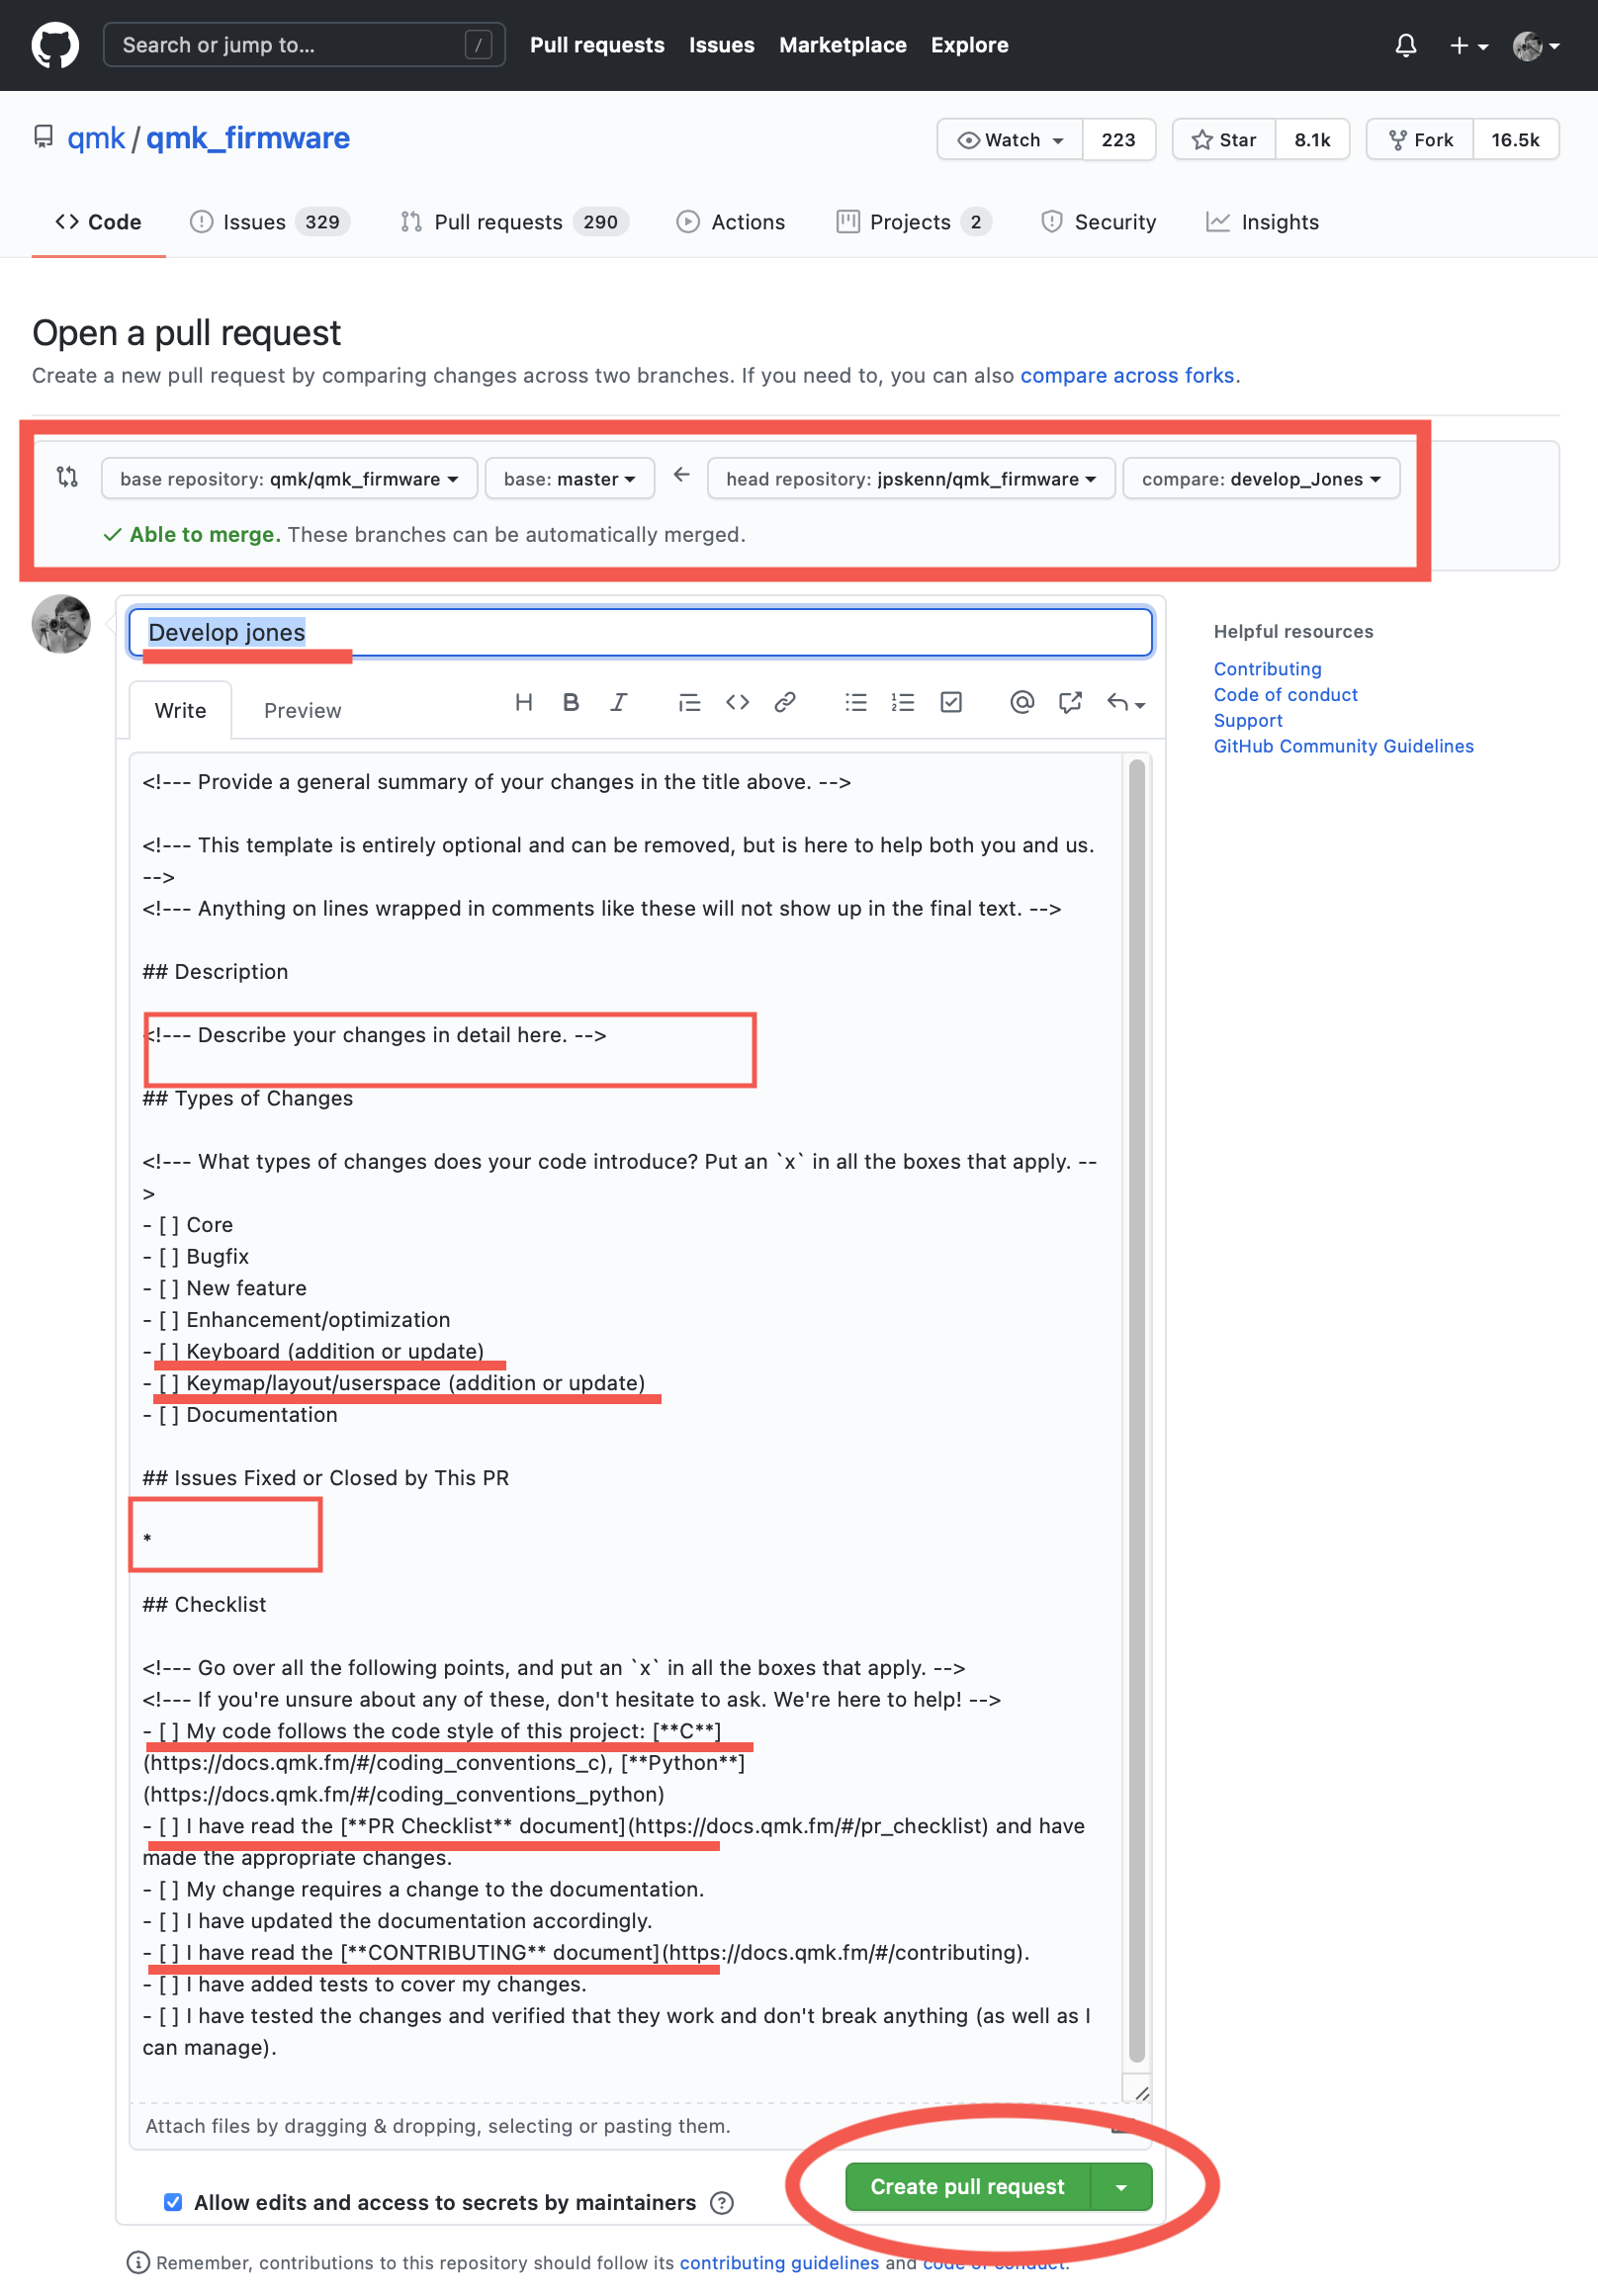 Search or jump to... /
Pull requests Issues Marketplace Explore
qmk / qmk_firmware
Watch 223 Star 8.1k Fork 16.5k
Code Issues 329 Pull requests 290 Actions Projects 2 Security Insights
Open a pull request
Create a new pull request by comparing changes across two branches. If you need to, you can also compare across forks.
base repository: qmk/qmk_firmware base: master ← head repository: jpskenn/qmk_firmware compare: develop_Jones
Able to merge. These branches can be automatically merged.
Develop jones
Write Preview
Helpful resources
Contributing
Code of conduct
Support
GitHub Community Guidelines
<!--- Provide a general summary of your changes in the title above. -->
<!--- This template is entirely optional and can be removed, but is here to help both you and us.
-->
<!--- Anything on lines wrapped in comments like these will not show up in the final text. -->
## Description
<!--- Describe your changes in detail here. -->
## Types of Changes
<!--- What types of changes does your code introduce? Put an `x` in all the boxes that apply. --
>
- [ ] Core
- [ ] Bugfix
- [ ] New feature
- [ ] Enhancement/optimization
- [ ] Keyboard (addition or update)
- [ ] Keymap/layout/userspace (addition or update)
- [ ] Documentation
## Issues Fixed or Closed by This PR
*
## Checklist
<!--- Go over all the following points, and put an `x` in all the boxes that apply. -->
<!--- If you're unsure about any of these, don't hesitate to ask. We're here to help! -->
- [ ] My code follows the code style of this project: [**C**]
(https://docs.qmk.fm/#/coding_conventions_c), [**Python**]
(https://docs.qmk.fm/#/coding_conventions_python)
- [ ] I have read the [**PR Checklist** document](https://docs.qmk.fm/#/pr_checklist) and have
made the appropriate changes.
- [ ] My change requires a change to the documentation.
- [ ] I have updated the documentation accordingly.
- [ ] I have read the [**CONTRIBUTING** document](https://docs.qmk.fm/#/contributing).
- [ ] I have added tests to cover my changes.
- [ ] I have tested the changes and verified that they work and don't break anything (as well as I
can manage).
Attach files by dragging & dropping, selecting or pasting them.
Allow edits and access to secrets by maintainers
Create pull request
Remember, contributions to this repository should follow its contributing guidelines and code of conduct.